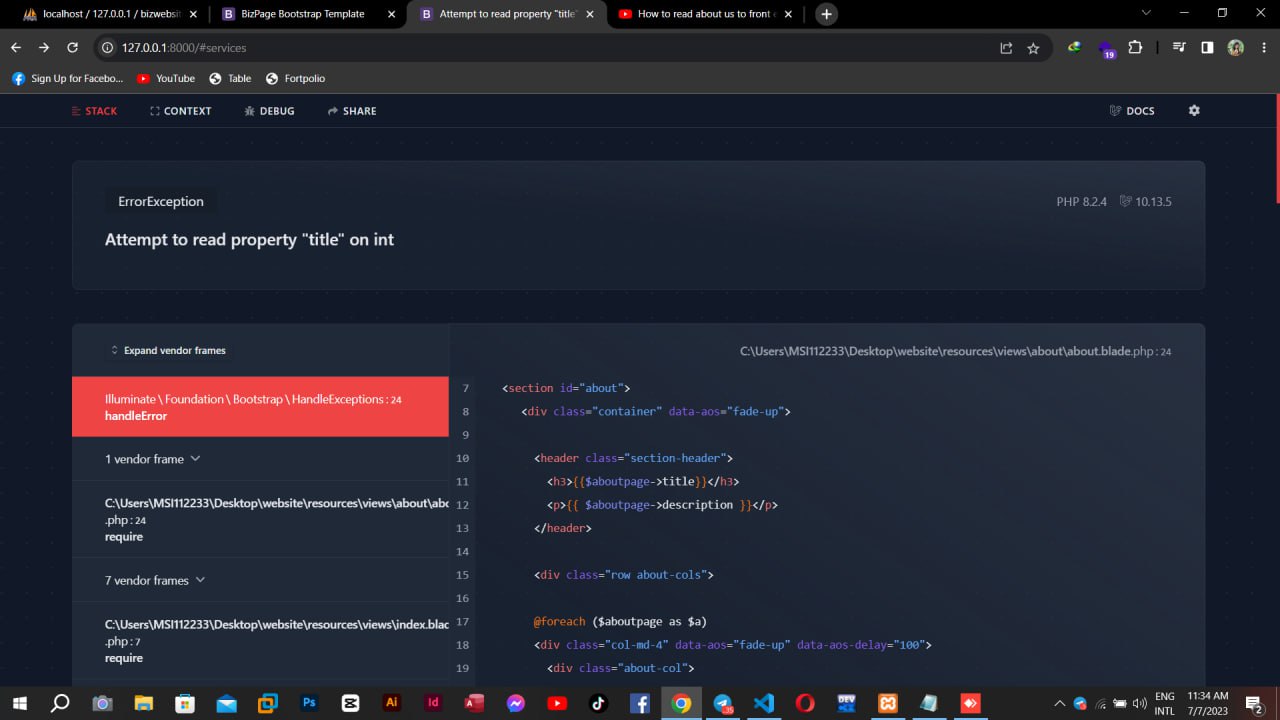 localhost / 127.0.0.1 / bizwebsit
BizPage Bootstrap Template
Attempt to read property "title"
How to read about us to front e
127.0.0.1:8000/#services
19
Sign Up for Facebo...
YouTube
Table
Fortpolio
STACK
CONTEXT
DEBUG
SHARE
DOCS
ErrorException
PHP 8.2.4
10.13.5
Attempt to read property "title" on int
Expand vendor frames
C:\Users\MSI112233\Desktop\website\resources\views\about\about.blade.php : 24
Illuminate \ Foundation \ Bootstrap \ HandleExceptions : 24
handleError
1 vendor frame
C:\Users\MSI112233\Desktop\website\resources\views\about\abo
.php : 24
require
7 vendor frames
C:\Users\MSI112233\Desktop\website\resources\views\index.blac
.php : 7
require
7 <section id="about">
8 <div class="container" data-aos="fade-up">
9
10 <header class="section-header">
11 <h3>{{$aboutpage->title}}</h3>
12 <p>{{ $aboutpage->description }}</p>
13 </header>
14
15 <div class="row about-cols">
16
17 @foreach ($aboutpage as $a)
18 <div class="col-md-4" data-aos="fade-up" data-aos-delay="100">
19 <div class="about-col">
Ps
Ai
Id
DEV
ENG
INTL
11:34 AM
7/7/2023
2